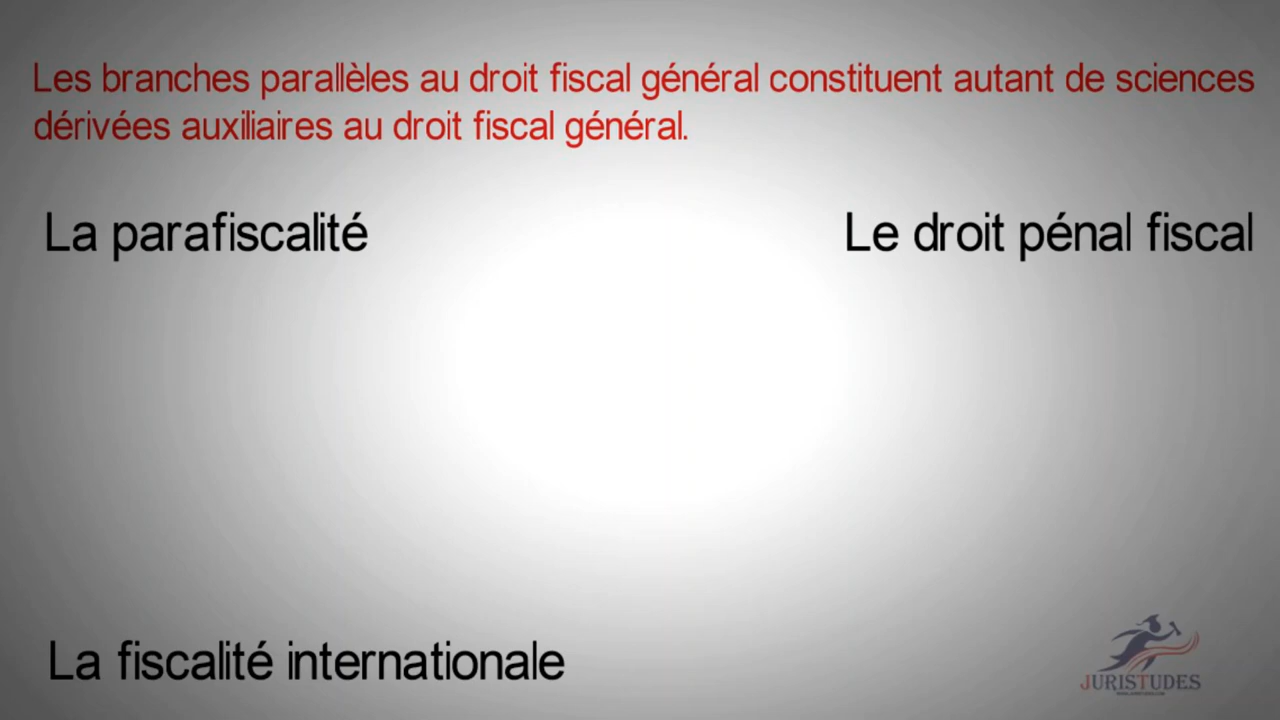 Les branches parallèles au droit fiscal général constituent autant de sciences
dérivées auxiliaires au droit fiscal général.
La parafiscalité
Le droit pénal fiscal
La fiscalité internationale
JURISTUDES